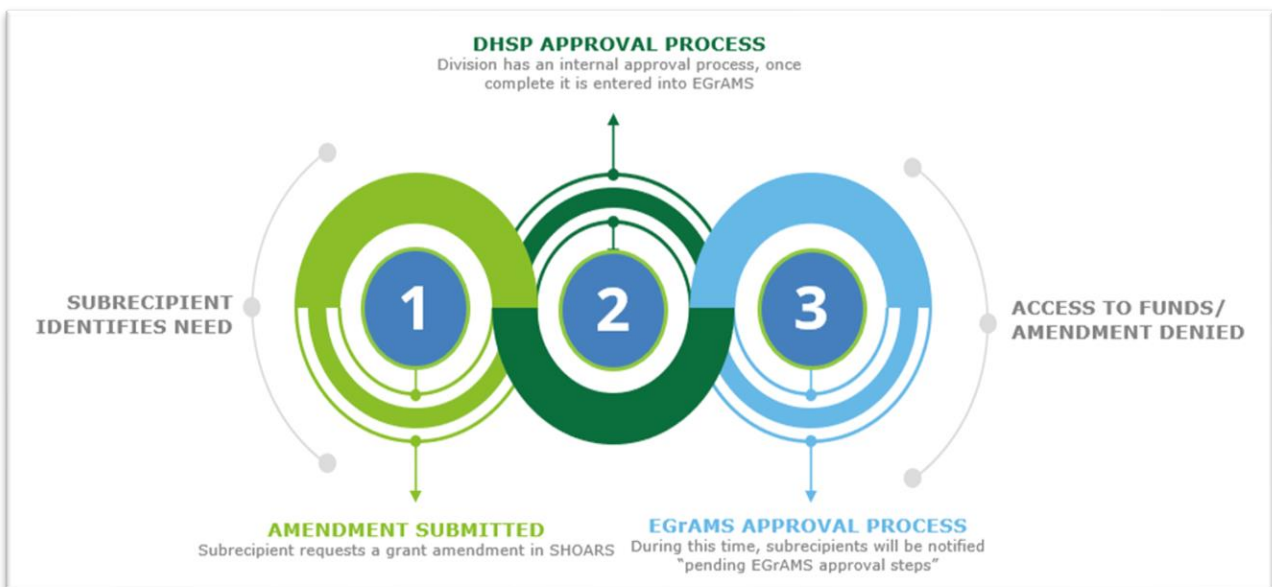 DHSP APPROVAL PROCESS
Division has an internal approval process, once
complete it is entered into EGrAMS
SUBRECIPIENT
IDENTIFIES NEED
1
2
3
ACCESS TO FUNDS/
AMENDMENT DENIED
AMENDMENT SUBMITTED
Subrecipient requests a grant amendment in SHOARS
EGrAMS APPROVAL PROCESS
During this time, subrecipients will be notified
“pending EGrAMS approval steps”